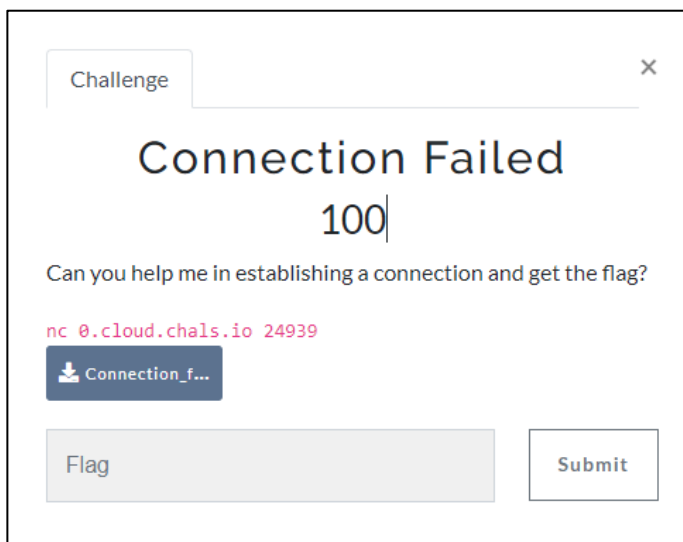 Challenge
×
Connection Failed
100
Can you help me in establishing a connection and get the flag?
nc 0.cloud.chals.io 24939
Connection_f...
Flag
Submit